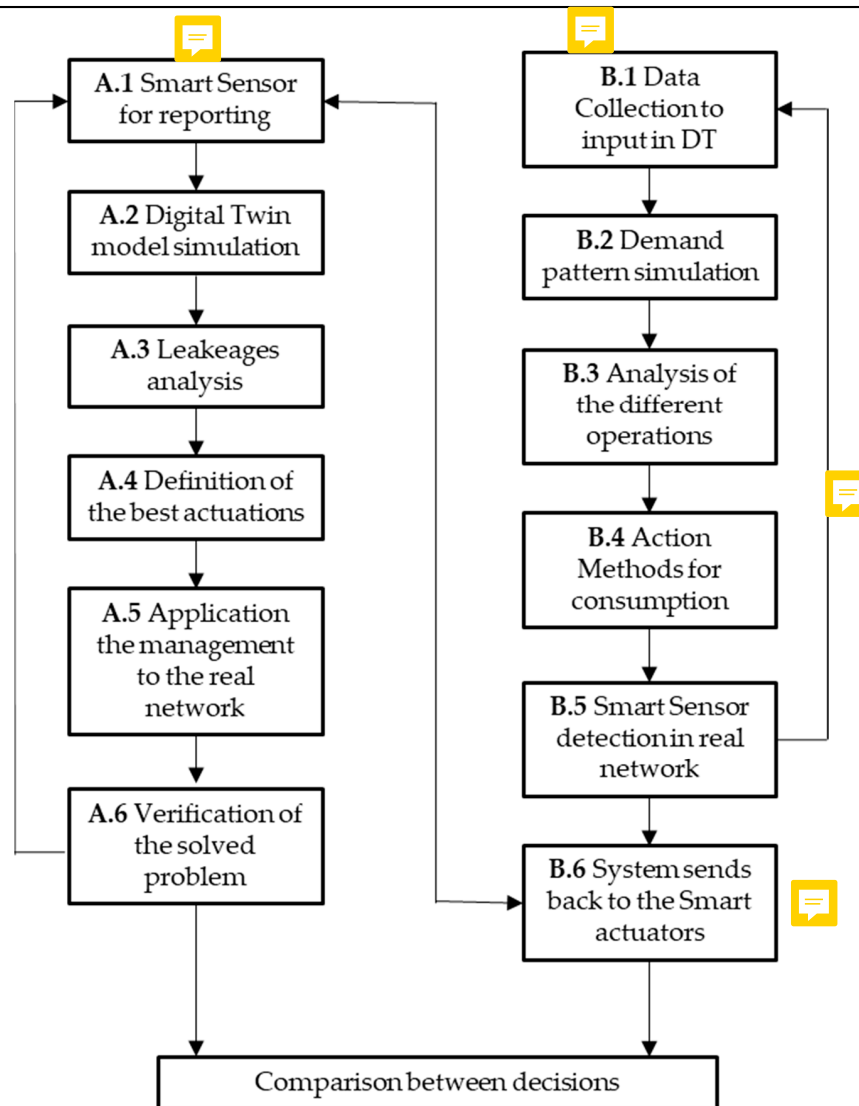 A.1 Smart Sensor
for reporting
A.2 Digital Twin
model simulation
A.3 Leakeages
analysis
A.4 Definition of
the best actuations
A.5 Application
the management
to the real
network
A.6 Verification of
the solved
problem
B.1 Data
Collection to
input in DT
B.2 Demand
pattern simulation
B.3 Analysis of
the different
operations
B.4 Action
Methods for
consumption
B.5 Smart Sensor
detection in real
network
B.6 System sends
back to the Smart
actuators
Comparison between decisions